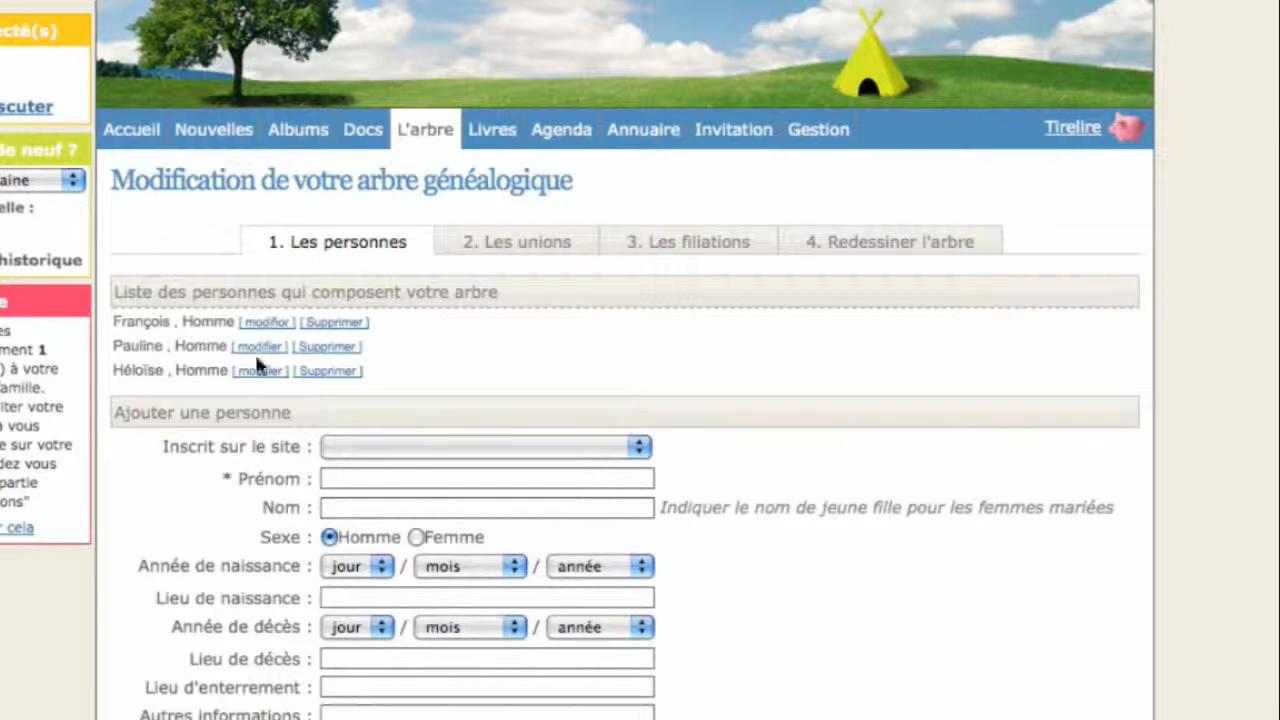 ecté(s)
scuter
de neuf ?
aine
elle :
historique
e
es
ment 1
) à votre
amille.
iter votre
à vous
e sur votre
dez vous
partie
ons"
r cela
Accueil Nouvelles Albums Docs L'arbre Livres Agenda Annuaire Invitation Gestion Tirelire
Modification de votre arbre généalogique
1. Les personnes 2. Les unions 3. Les filiations 4. Redessiner l'arbre
Liste des personnes qui composent votre arbre
François , Homme [ modifier ] [ Supprimer ]
Pauline , Homme [ modifier ] [ Supprimer ]
Héloïse , Homme [ modifier ] [ Supprimer ]
Ajouter une personne
Inscrit sur le site :
* Prénom :
Nom : Indiquer le nom de jeune fille pour les femmes mariées
Sexe : Homme Femme
Année de naissance : jour / mois / année
Lieu de naissance :
Année de décès : jour / mois / année
Lieu de décès :
Lieu d'enterrement :
Autres informations :